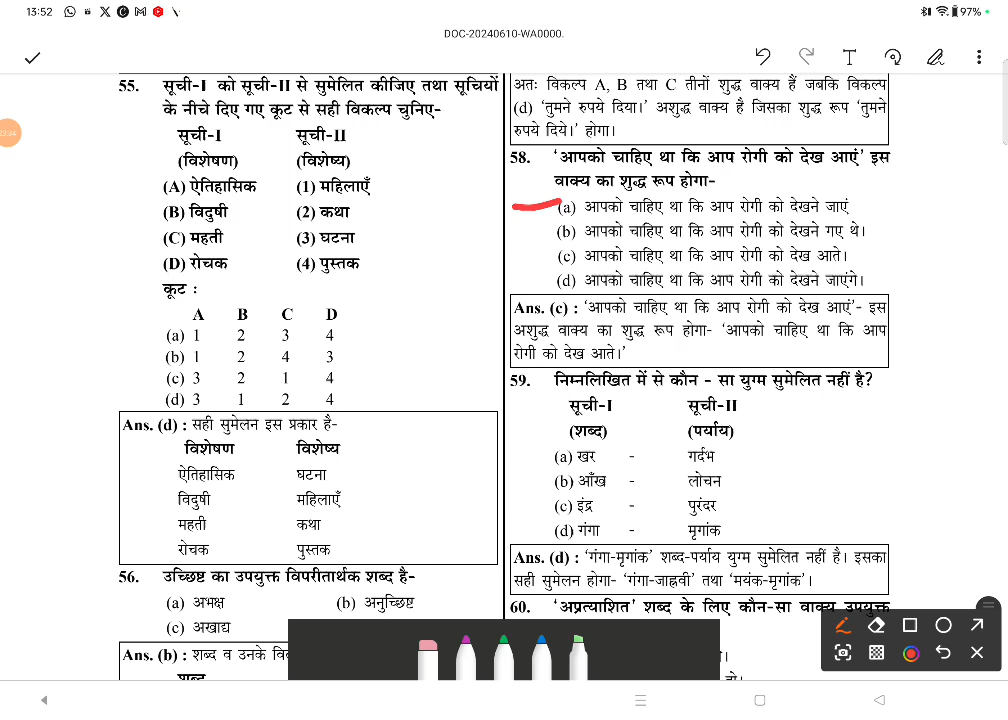 13:52
97%
DOC-20240610-WA0000.
55. सूची-I को सूची-II से सुमेलित कीजिए तथा सूचियों
के नीचे दिए गए कूट से सही विकल्प चुनिए-
सूची-I सूची-II
(विशेषण) (विशेष्य)
(A) ऐतिहासिक (1) महिलाएँ
(B) विदुषी (2) कथा
(C) महती (3) घटना
(D) रोचक (4) पुस्तक
कूट :
A B C D
(a) 1 2 3 4
(b) 1 2 4 3
(c) 3 2 1 4
(d) 3 1 2 4
Ans. (d) : सही सुमेलन इस प्रकार है-
विशेषण विशेष्य
ऐतिहासिक घटना
विदुषी महिलाएँ
महती कथा
रोचक पुस्तक
56. उच्छिष्ट का उपयुक्त विपरीतार्थक शब्द है-
(a) अभक्ष (b) अनुच्छिष्ट
(c) अखाद्य
Ans. (b) : शब्द व उनके
अतः विकल्प A, B तथा C तीनों शुद्ध वाक्य हैं जबकि विकल्प
(d) 'तुमने रुपये दिया।' अशुद्ध वाक्य है जिसका शुद्ध रूप 'तुमने
रुपये दिये।' होगा।
58. 'आपको चाहिए था कि आप रोगी को देख आएं' इस
वाक्य का शुद्ध रूप होगा-
(a) आपको चाहिए था कि आप रोगी को देखने जाएं
(b) आपको चाहिए था कि आप रोगी को देखने गए थे।
(c) आपको चाहिए था कि आप रोगी को देख आते।
(d) आपको चाहिए था कि आप रोगी को देखने जाएंगे।
Ans. (c) : 'आपको चाहिए था कि आप रोगी को देख आएं'- इस
अशुद्ध वाक्य का शुद्ध रूप होगा- 'आपको चाहिए था कि आप
रोगी को देख आते।'
59. निम्नलिखित में से कौन - सा युग्म सुमेलित नहीं है?
सूची-I सूची-II
(शब्द) (पर्याय)
(a) खर - गर्दभ
(b) आँख - लोचन
(c) इंद्र - पुरंदर
(d) गंगा - मृगांक
Ans. (d) : 'गंगा-मृगांक' शब्द-पर्याय युग्म सुमेलित नहीं है। इसका
सही सुमेलन होगा- 'गंगा-जाह्नवी' तथा 'मयंक-मृगांक'।
60. 'अप्रत्याशित' शब्द के लिए कौन-सा वाक्य उपयुक्त